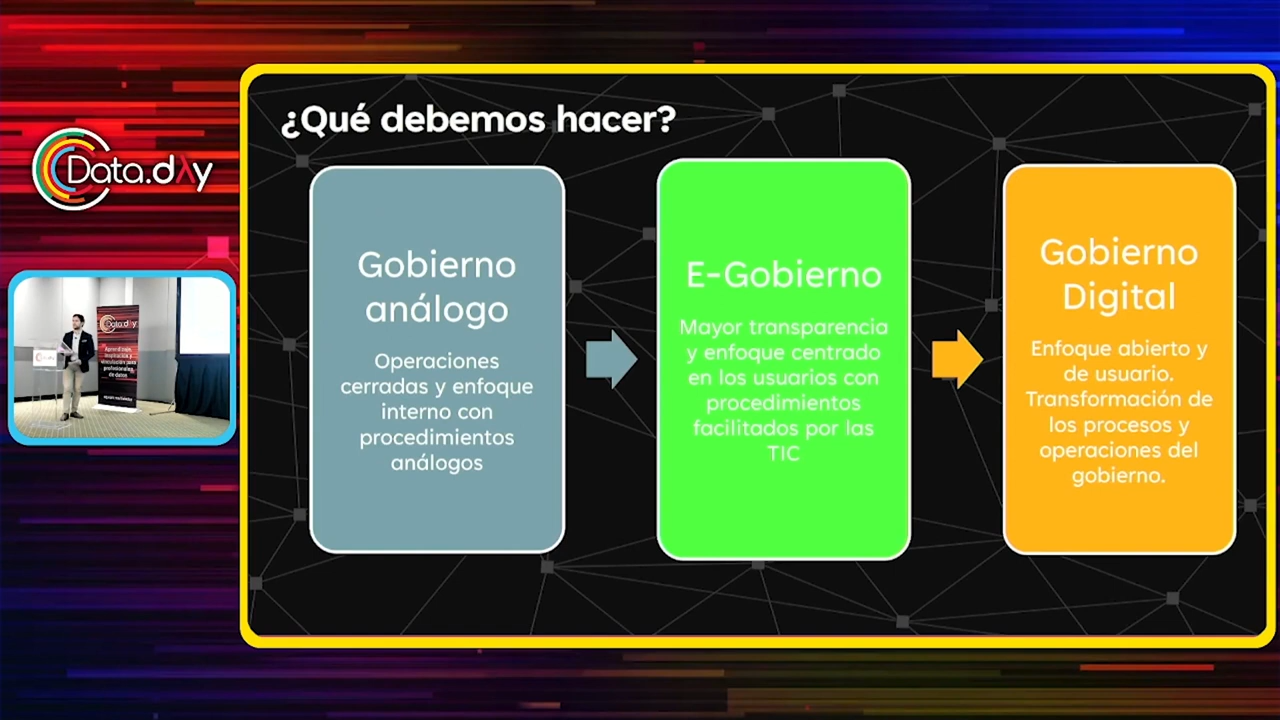 ¿Qué debemos hacer?
Data.dAy
Gobierno
análogo
Operaciones
cerradas y enfoque
interno con
procedimientos
análogos
E-Gobierno
Mayor transparencia
y enfoque centrado
en los usuarios con
procedimientos
facilitados por las
TIC
Gobierno
Digital
Enfoque abierto y
de usuario.
Transformación de
los procesos y
operaciones del
gobierno.
Data.dAy